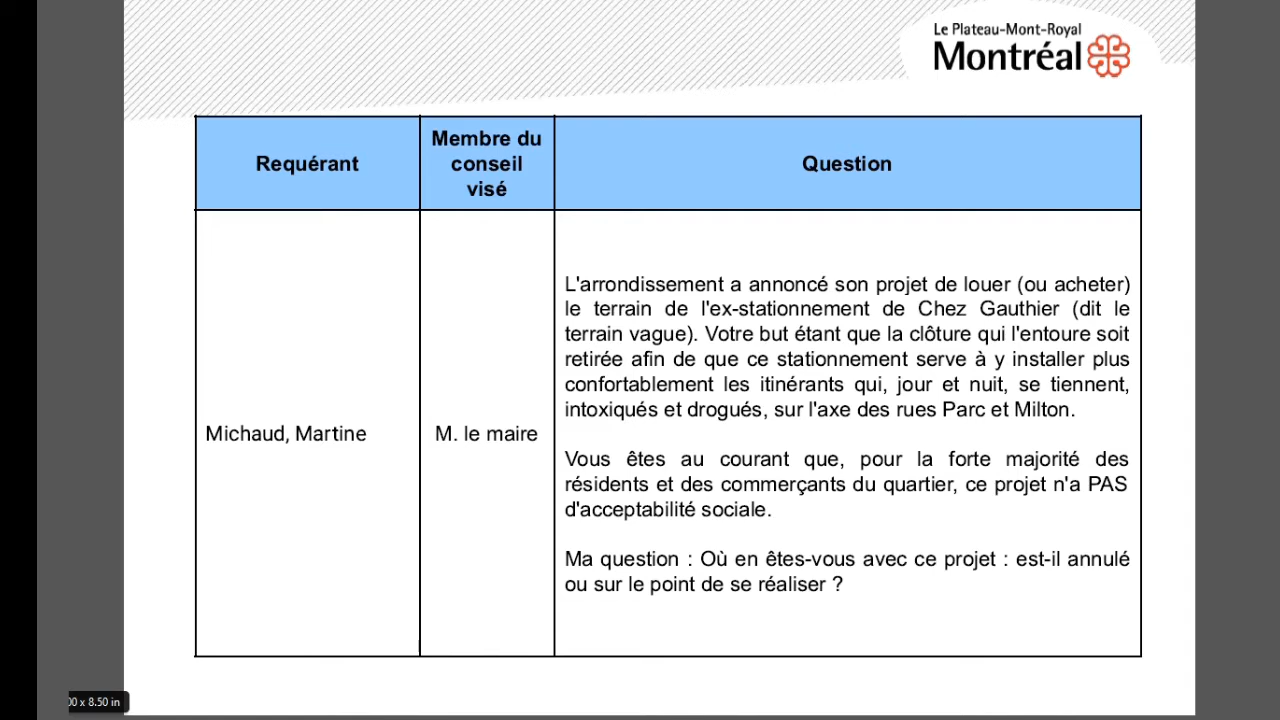 Le Plateau-Mont-Royal
Montréal
Requérant
Membre du
conseil
visé
Question
Michaud, Martine
M. le maire
L'arrondissement a annoncé son projet de louer (ou acheter)
le terrain de l'ex-stationnement de Chez Gauthier (dit le
terrain vague). Votre but étant que la clôture qui l'entoure soit
retirée afin de que ce stationnement serve à y installer plus
confortablement les itinérants qui, jour et nuit, se tiennent,
intoxiqués et drogués, sur l'axe des rues Parc et Milton.
Vous êtes au courant que, pour la forte majorité des
résidents et des commerçants du quartier, ce projet n'a PAS
d'acceptabilité sociale.
Ma question : Où en êtes-vous avec ce projet : est-il annulé
ou sur le point de se réaliser ?
00 x 8.50 in